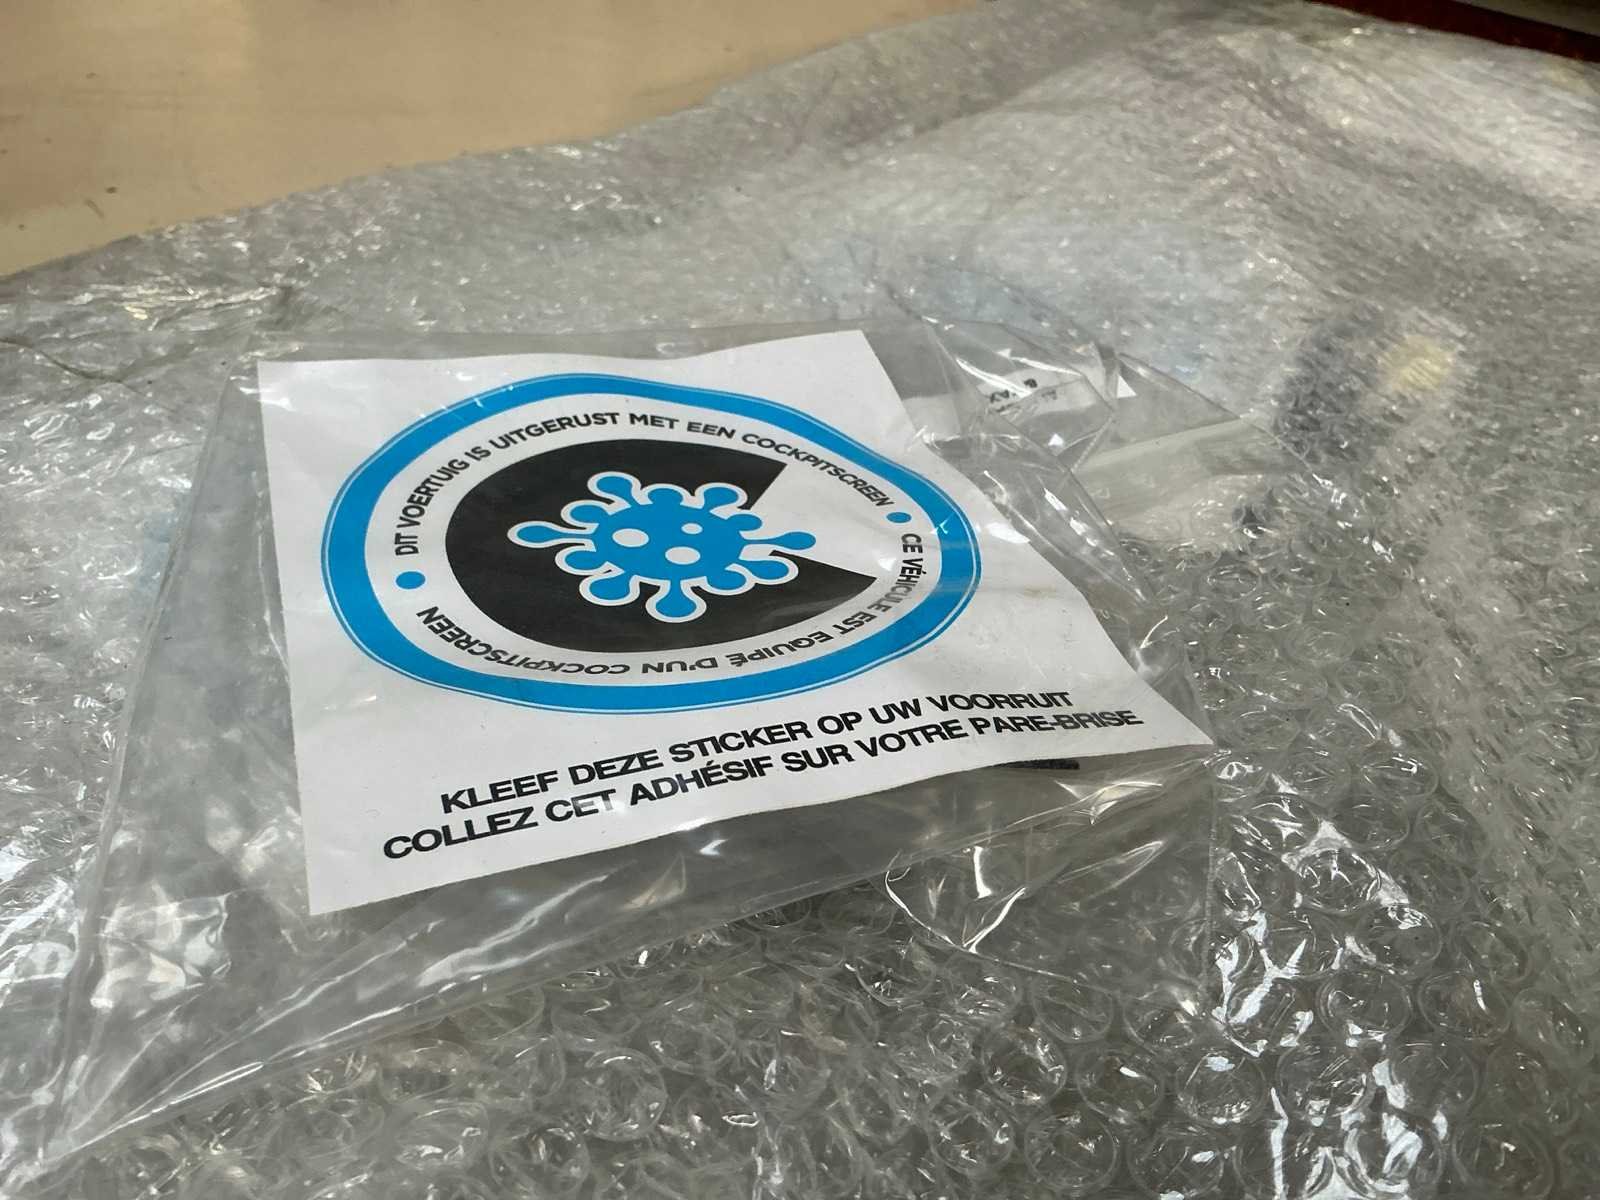 DIT VOERTUIG IS UITGERUST MET EEN COCKPITSCREEN
CE VÉHICULE EST EQUIPÉ D'UN COCKPITSCREEN
KLEEF DEZE STICKER OP UW VOORRUIT
COLLEZ CET ADHÉSIF SUR VOTRE PARE-BRISE